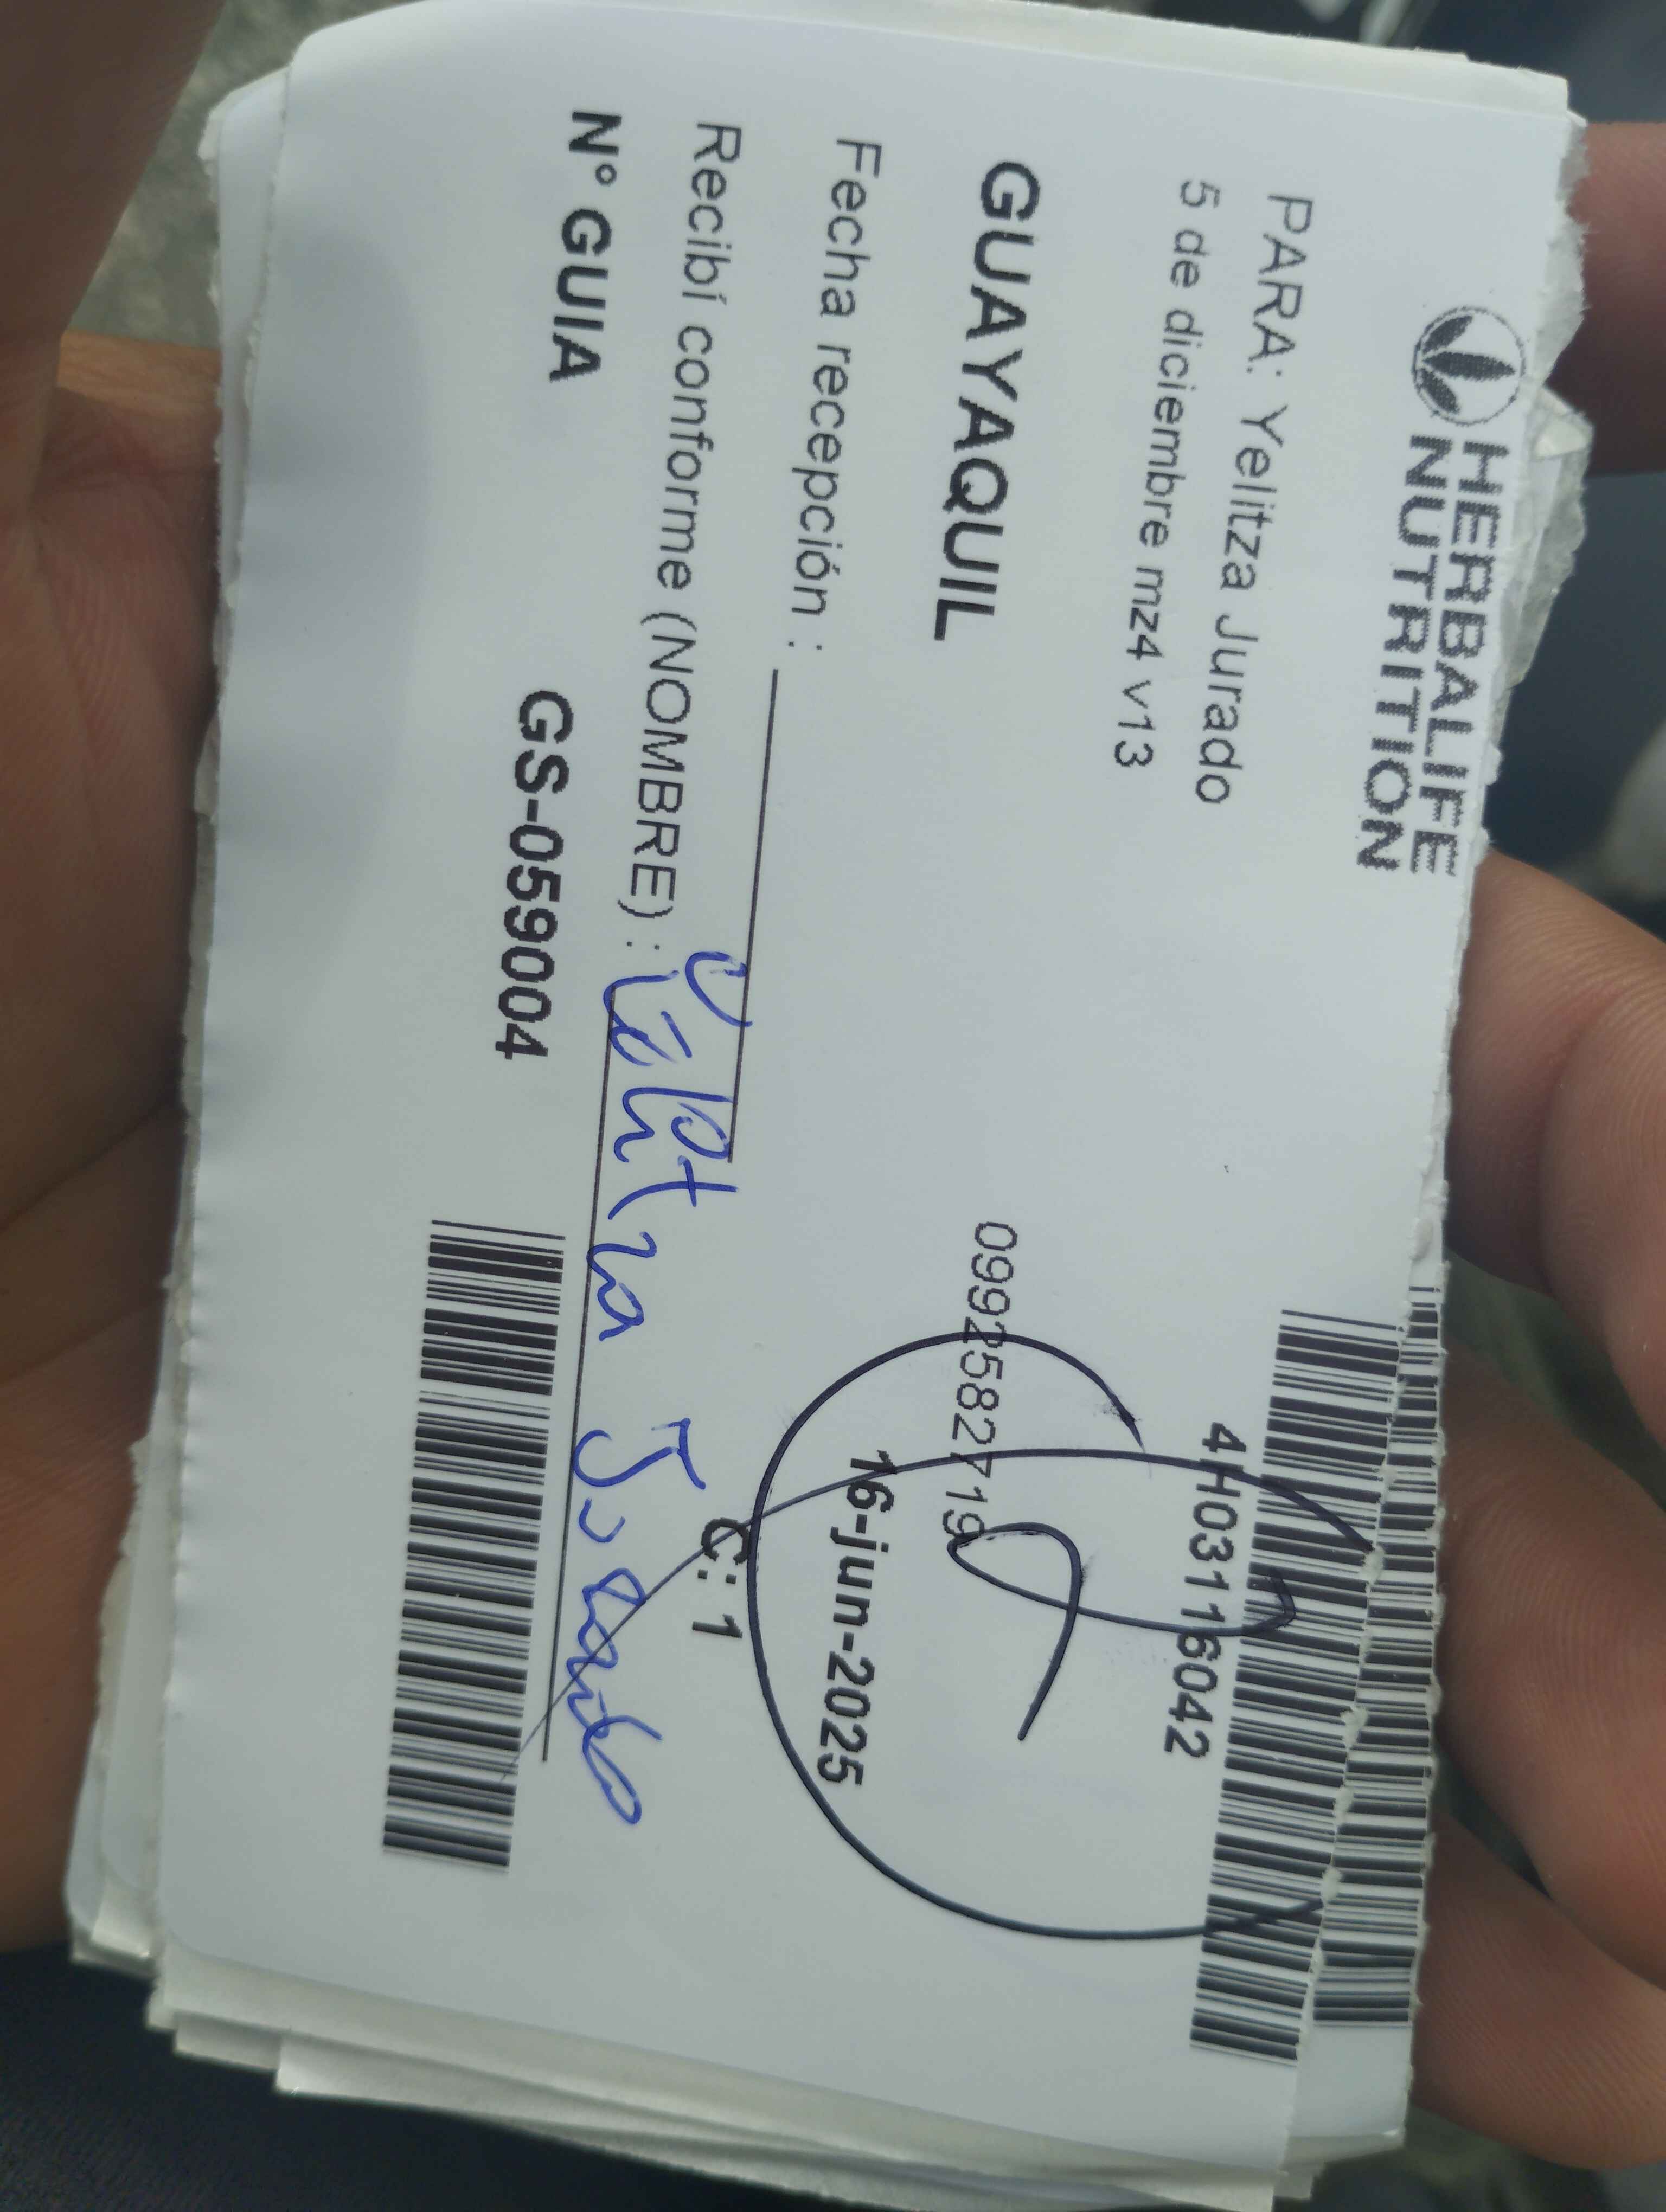 HERBALIFE
NUTRITION
4H03116042
PARA: Yelitza Jurado
5 de diciembre mz4 v13
GUAYAQUIL
0992582719
16-jun-2025
Fecha recepción :
C: 1
Recibí conforme (NOMBRE) : Jurado
N° GUIA GS-059004